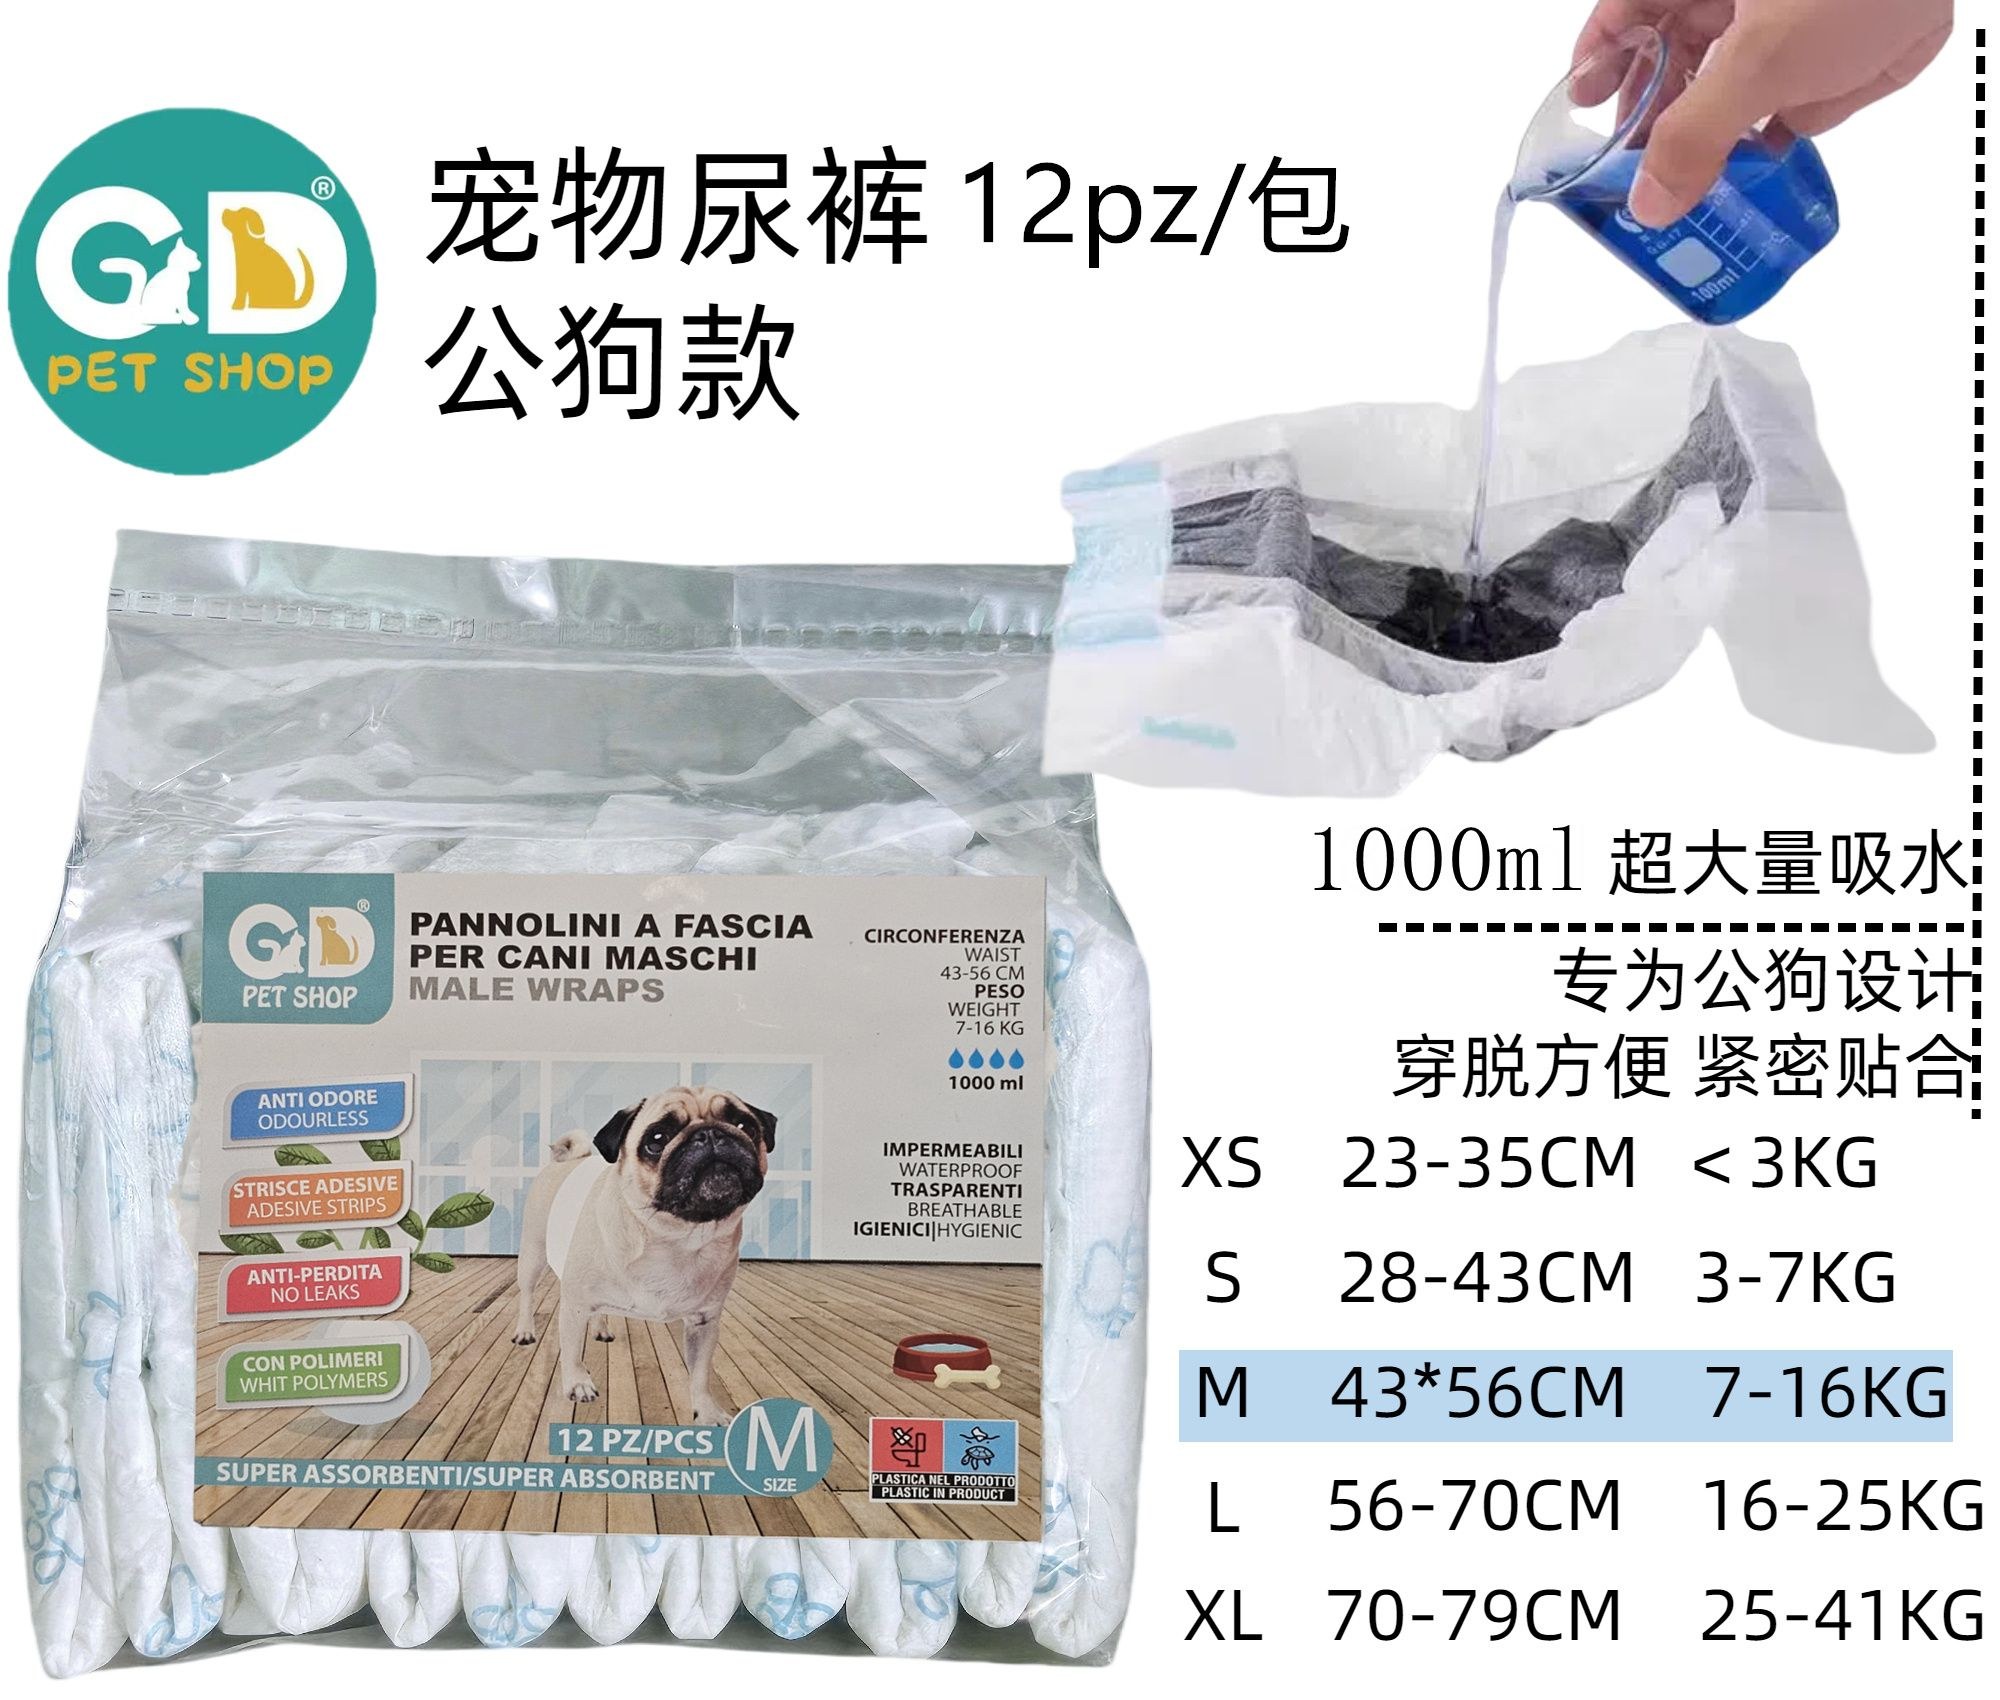 GD®
PET SHOP
宠物尿裤 12pz/包
公狗款
100ml
1000ml 超大量吸水
专为公狗设计
穿脱方便 紧密贴合
XS 23-35CM < 3KG
S 28-43CM 3-7KG
M 43*56CM 7-16KG
L 56-70CM 16-25KG
XL 70-79CM 25-41KG
GD®
PET SHOP
PANNOLINI A FASCIA
PER CANI MASCHI
MALE WRAPS
CIRCONFERENZA
WAIST
43-56 CM
PESO
WEIGHT
7-16 KG
1000 ml
ANTI ODORE
ODOURLESS
STRISCE ADESIVE
ADESIVE STRIPS
ANTI-PERDITA
NO LEAKS
CON POLIMERI
WHIT POLYMERS
IMPERMEABILI
WATERPROOF
TRASPARENTI
BREATHABLE
IGIENICI|HYGIENIC
12 PZ/PCS
M
SIZE
SUPER ASSORBENTI/SUPER ABSORBENT
PLASTICA NEL PRODOTTO
PLASTIC IN PRODUCT